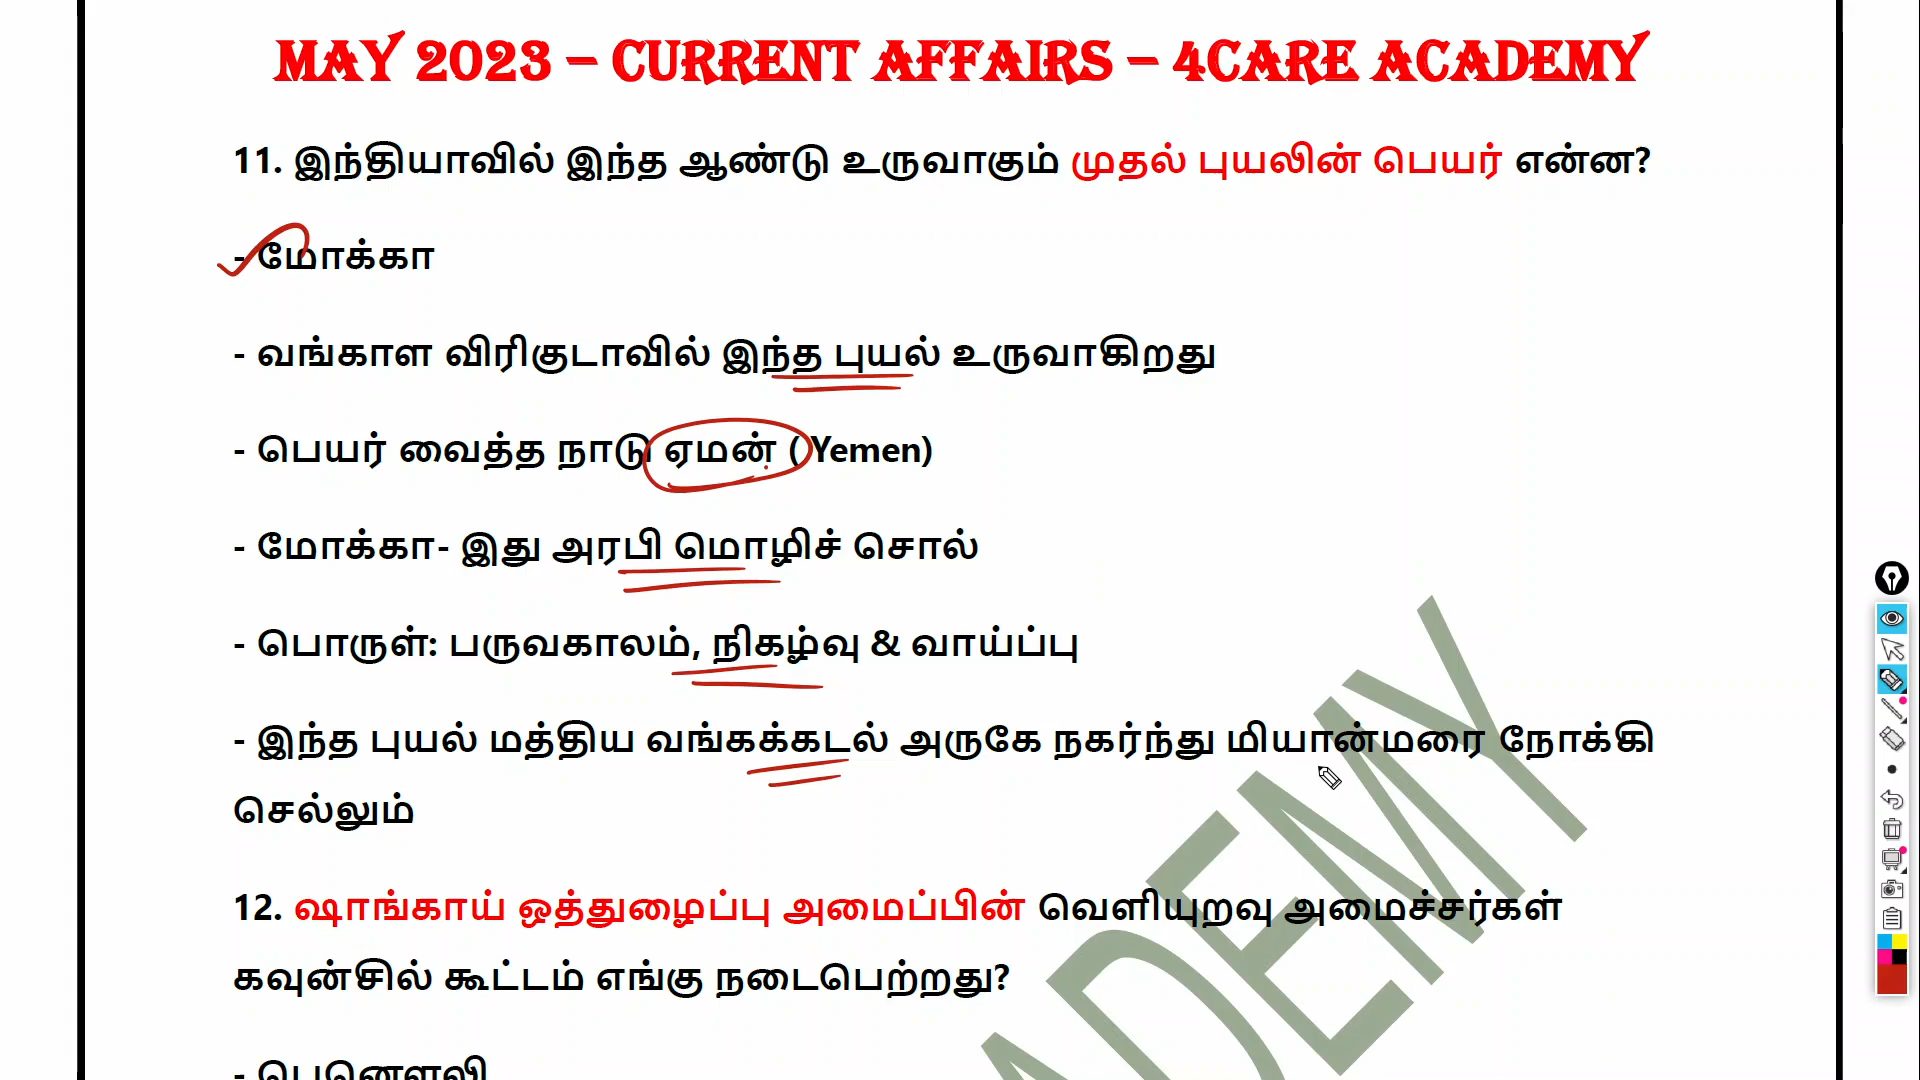 MAY 2023 – CURRENT AFFAIRS – 4CARE ACADEMY
11. இந்தியாவில் இந்த ஆண்டு உருவாகும் முதல் புயலின் பெயர் என்ன?
- மோக்கா
- வங்காள விரிகுடாவில் இந்த புயல் உருவாகிறது
- பெயர் வைத்த நாடு ஏமன் ( Yemen)
- மோக்கா- இது அரபி மொழிச் சொல்
- பொருள்: பருவகாலம், நிகழ்வு & வாய்ப்பு
- இந்த புயல் மத்திய வங்கக்கடல் அருகே நகர்ந்து மியான்மரை நோக்கி
செல்லும்
12. ஷாங்காய் ஒத்துழைப்பு அமைப்பின் வெளியுறவு அமைச்சர்கள்
கவுன்சில் கூட்டம் எங்கு நடைபெற்றது?
- பெனௌலி
ADEMY